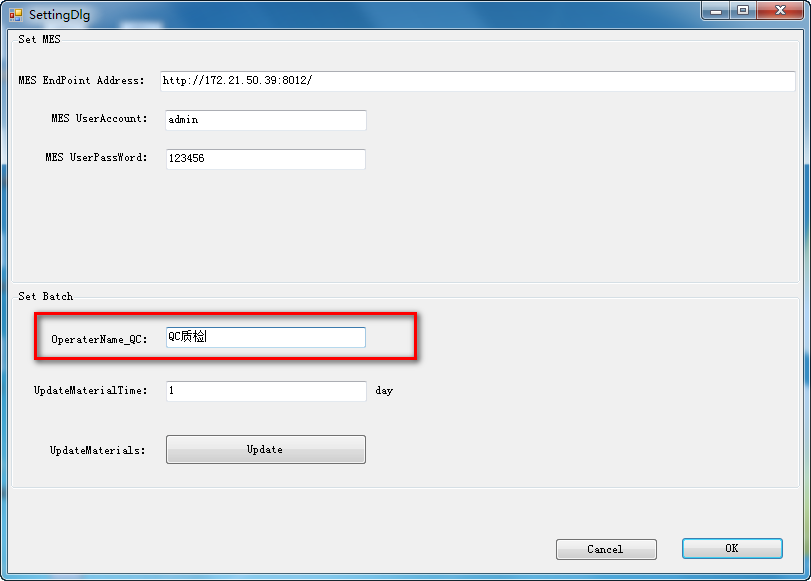 SettingDlg
Set MES
MES EndPoint Address: http://172.21.50.39:8012/
MES UserAccount: admin
MES UserPassWord: 123456
Set Batch
OperaterName_QC: QC质检
UpdateMaterialTime: 1 day
UpdateMaterials: Update
Cancel OK